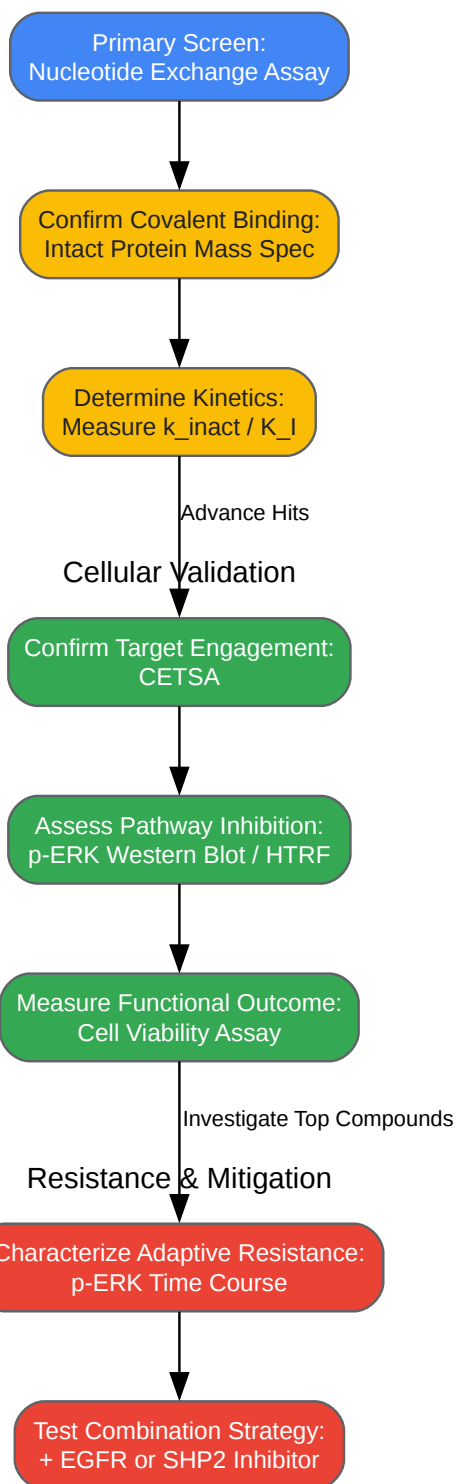 Primary Screen:
Nucleotide Exchange Assay
Confirm Covalent Binding:
Intact Protein Mass Spec
Determine Kinetics:
Measure k_inact / K_I
Advance Hits
Cellular Validation
Confirm Target Engagement:
CETSA
Assess Pathway Inhibition:
p-ERK Western Blot / HTRF
Measure Functional Outcome:
Cell Viability Assay
Investigate Top Compounds
Resistance & Mitigation
Characterize Adaptive Resistance:
p-ERK Time Course
Test Combination Strategy:
+ EGFR or SHP2 Inhibitor